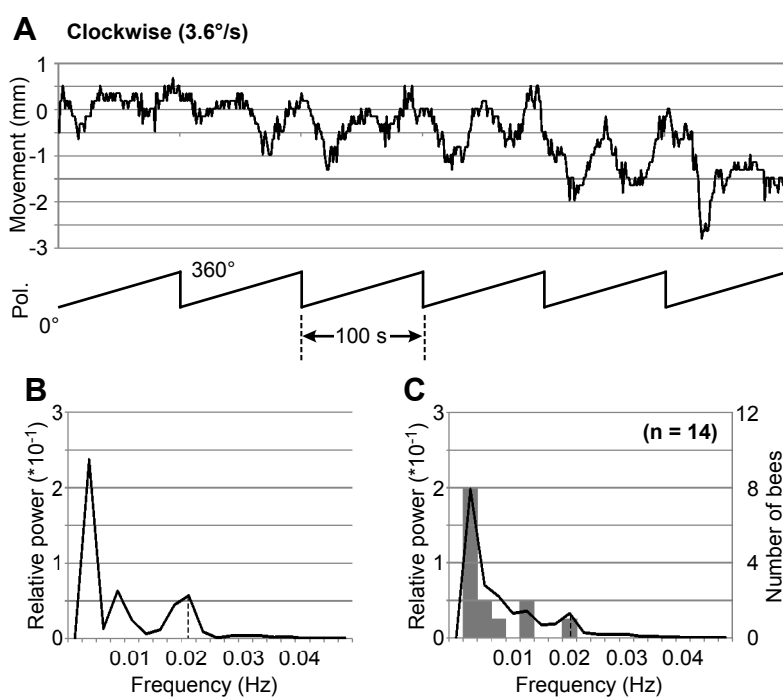 A Clockwise (3.6°/s)
Movement (mm)
1
0
-1
-2
-3
Pol.
360°
0°
100 s
B
Relative power (*10⁻¹)
3
2
1
0
0.01 0.02 0.03 0.04
Frequency (Hz)
C
(n = 14)
Relative power (*10⁻¹)
3
2
1
0
12
8
4
0
Number of bees
0.01 0.02 0.03 0.04
Frequency (Hz)